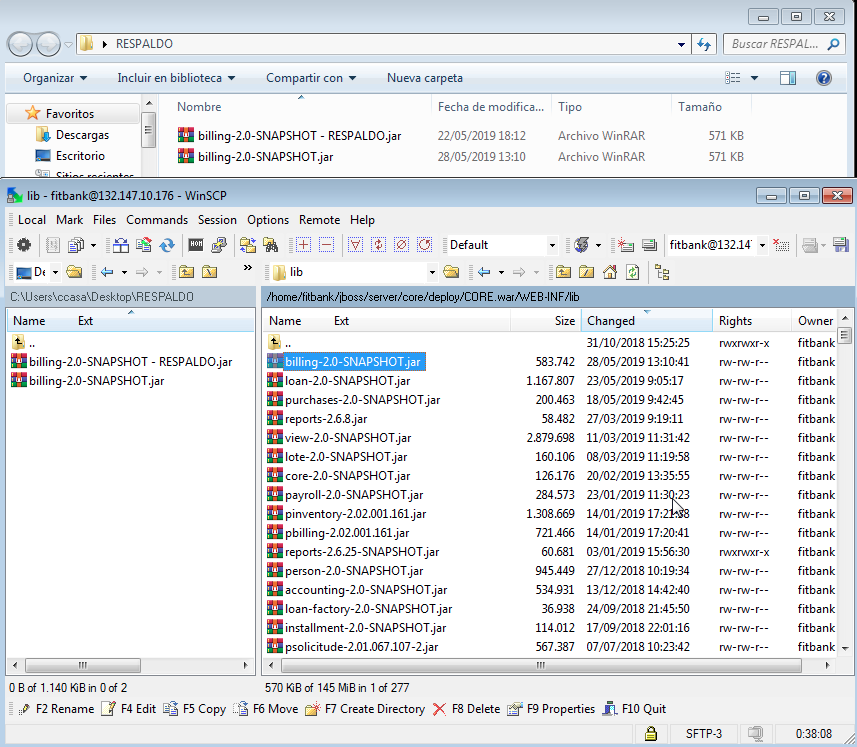 RESPALDO
Buscar RESPAL...
Organizar Incluir en biblioteca Compartir con Nueva carpeta
Favoritos
Descargas
Escritorio
Sitios recientes
Nombre Fecha de modifica... Tipo Tamaño
billing-2.0-SNAPSHOT - RESPALDO.jar 22/05/2019 18:12 Archivo WinRAR 571 KB
billing-2.0-SNAPSHOT.jar 28/05/2019 13:10 Archivo WinRAR 571 KB
lib - fitbank@132.147.10.176 - WinSCP
Local Mark Files Commands Session Options Remote Help
Default fitbank@132.14
De lib
C:\Users\ccasa\Desktop\RESPALDO
Name Ext
..
billing-2.0-SNAPSHOT - RESPALDO.jar
billing-2.0-SNAPSHOT.jar
/home/fitbank/jboss/server/core/deploy/CORE.war/WEB-INF/lib
Name Ext Size Changed Rights Owner
.. 31/10/2018 15:25:25 rwxrwxr-x fitbank
billing-2.0-SNAPSHOT.jar 583.742 28/05/2019 13:10:41 rw-rw-r-- fitbank
loan-2.0-SNAPSHOT.jar 1.167.807 23/05/2019 9:05:17 rw-rw-r-- fitbank
purchases-2.0-SNAPSHOT.jar 200.463 18/05/2019 9:42:45 rw-rw-r-- fitbank
reports-2.6.8.jar 58.482 27/03/2019 9:19:11 rw-rw-r-- fitbank
view-2.0-SNAPSHOT.jar 2.879.698 11/03/2019 11:31:42 rw-rw-r-- fitbank
lote-2.0-SNAPSHOT.jar 160.106 08/03/2019 11:19:58 rw-rw-r-- fitbank
core-2.0-SNAPSHOT.jar 126.176 20/02/2019 13:35:55 rw-rw-r-- fitbank
payroll-2.0-SNAPSHOT.jar 284.573 23/01/2019 11:30:23 rw-rw-r-- fitbank
pinventory-2.02.001.161.jar 1.308.669 14/01/2019 17:21:38 rw-rw-r-- fitbank
pbilling-2.02.001.161.jar 721.466 14/01/2019 17:20:41 rw-rw-r-- fitbank
reports-2.6.25-SNAPSHOT.jar 60.681 03/01/2019 15:56:30 rwxrwxr-x fitbank
person-2.0-SNAPSHOT.jar 945.449 27/12/2018 10:19:34 rw-rw-r-- fitbank
accounting-2.0-SNAPSHOT.jar 534.931 13/12/2018 14:42:40 rw-rw-r-- fitbank
loan-factory-2.0-SNAPSHOT.jar 36.938 24/09/2018 21:45:50 rw-rw-r-- fitbank
installment-2.0-SNAPSHOT.jar 114.012 17/09/2018 22:01:16 rw-rw-r-- fitbank
psolicitude-2.01.067.107-2.jar 567.387 07/07/2018 10:23:42 rw-rw-r-- fitbank
0 B of 1.140 KiB in 0 of 2 570 KiB of 145 MiB in 1 of 277
F2 Rename F4 Edit F5 Copy F6 Move F7 Create Directory F8 Delete F9 Properties F10 Quit
SFTP-3 0:38:08